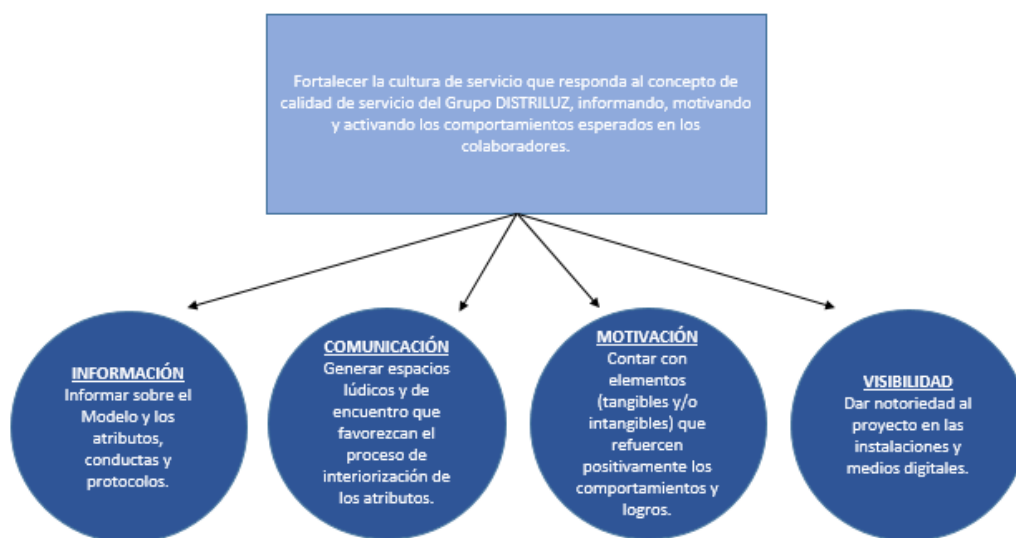 Fortalecer la cultura de servicio que responda al concepto de
calidad de servicio del Grupo DISTRILUZ, informando, motivando
y activando los comportamientos esperados en los
colaboradores.
INFORMACIÓN
Informar sobre el
Modelo y los
atributos,
conductas y
protocolos.
COMUNICACIÓN
Generar espacios
lúdicos y de
encuentro que
favorezcan el
proceso de
interiorización de
los atributos.
MOTIVACIÓN
Contar con
elementos
(tangibles y/o
intangibles) que
refuercen
positivamente los
comportamientos y
logros.
VISIBILIDAD
Dar notoriedad al
proyecto en las
instalaciones y
medios digitales.